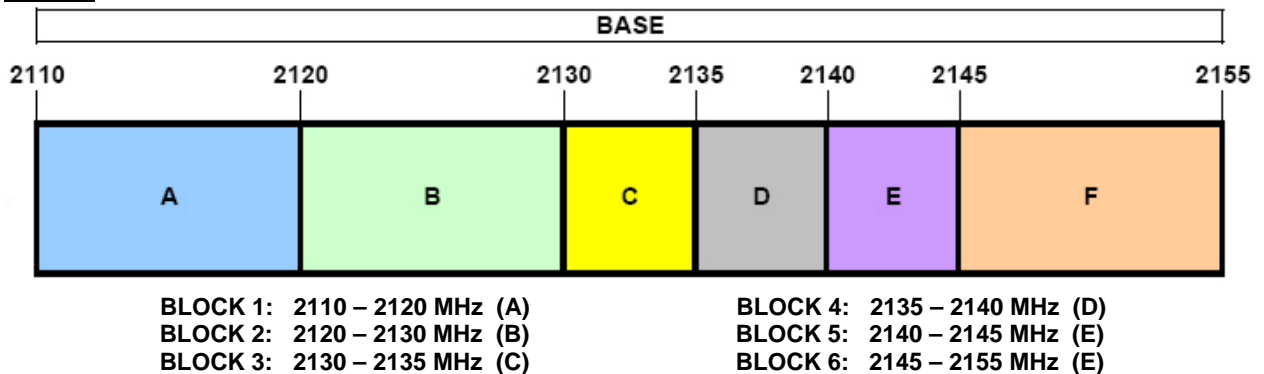 BASE
2110 2120 2130 2135 2140 2145 2155
A B C D E F
BLOCK 1: 2110 – 2120 MHz (A) BLOCK 4: 2135 – 2140 MHz (D)
BLOCK 2: 2120 – 2130 MHz (B) BLOCK 5: 2140 – 2145 MHz (E)
BLOCK 3: 2130 – 2135 MHz (C) BLOCK 6: 2145 – 2155 MHz (E)